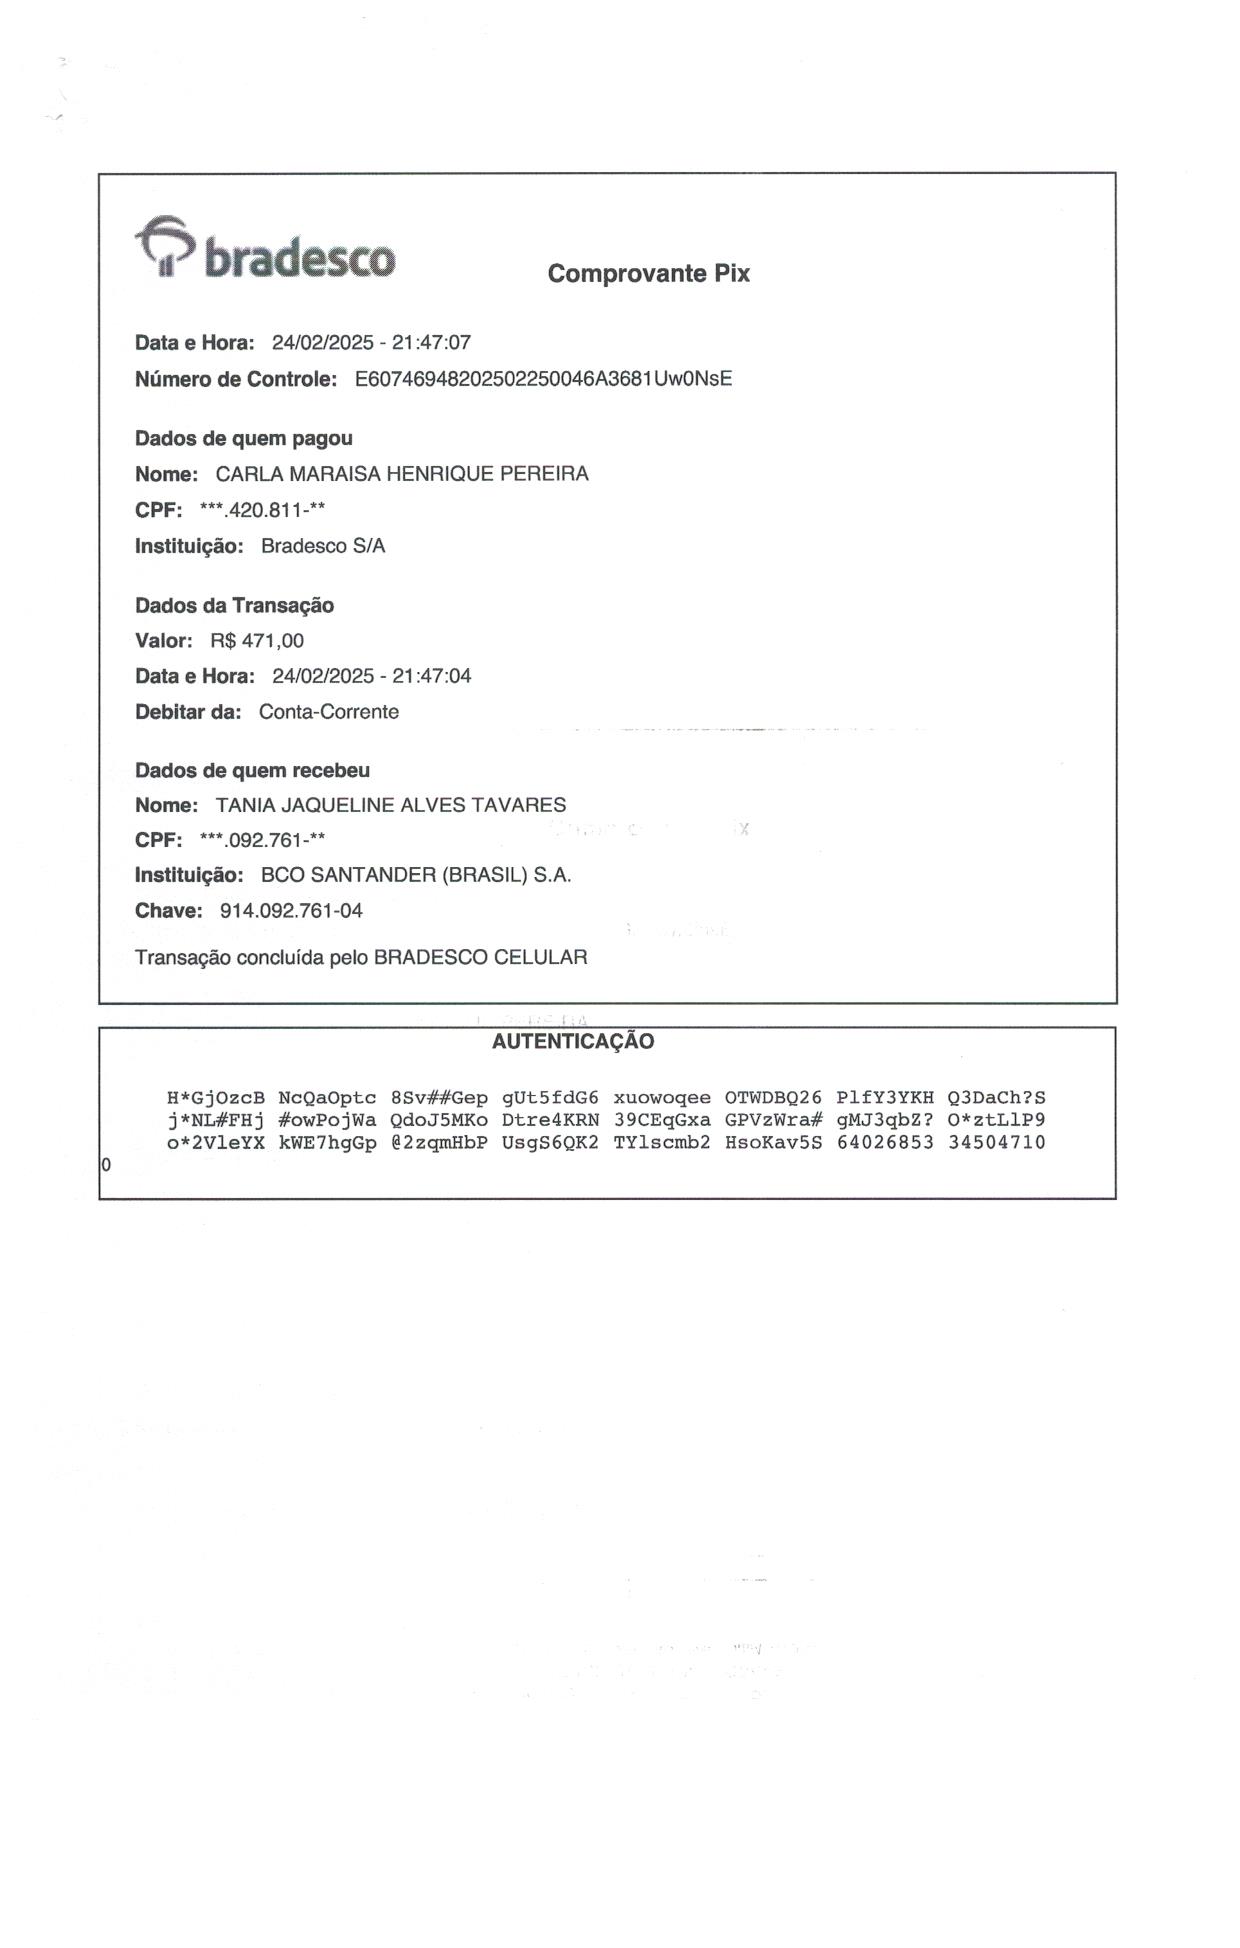 bradesco
Comprovante Pix
Data e Hora: 24/02/2025 - 21:47:07
Número de Controle: E60746948202502250046A3681Uw0NsE
Dados de quem pagou
Nome: CARLA MARAISA HENRIQUE PEREIRA
CPF: ***.420.811-**
Instituição: Bradesco S/A
Dados da Transação
Valor: R$ 471,00
Data e Hora: 24/02/2025 - 21:47:04
Debitar da: Conta-Corrente
Dados de quem recebeu
Nome: TANIA JAQUELINE ALVES TAVARES
CPF: ***.092.761-**
Instituição: BCO SANTANDER (BRASIL) S.A.
Chave: 914.092.761-04
Transação concluída pelo BRADESCO CELULAR
AUTENTICAÇÃO
H*GjOzcB NcQaOptc 8Sv##Gep gUt5fdG6 xuowoqee OTWDBQ26 PlfY3YKH Q3DaCh?S
j*NL#FHj #owPojWa QdoJ5MKo Dtre4KRN 39CEqGxa GPVzWra# gMJ3qbZ? O*ztLlP9
o*2VleYX kWE7hgGp @2zqmHbP UsgS6QK2 TYlscmb2 HsoKav5S 64026853 34504710
0